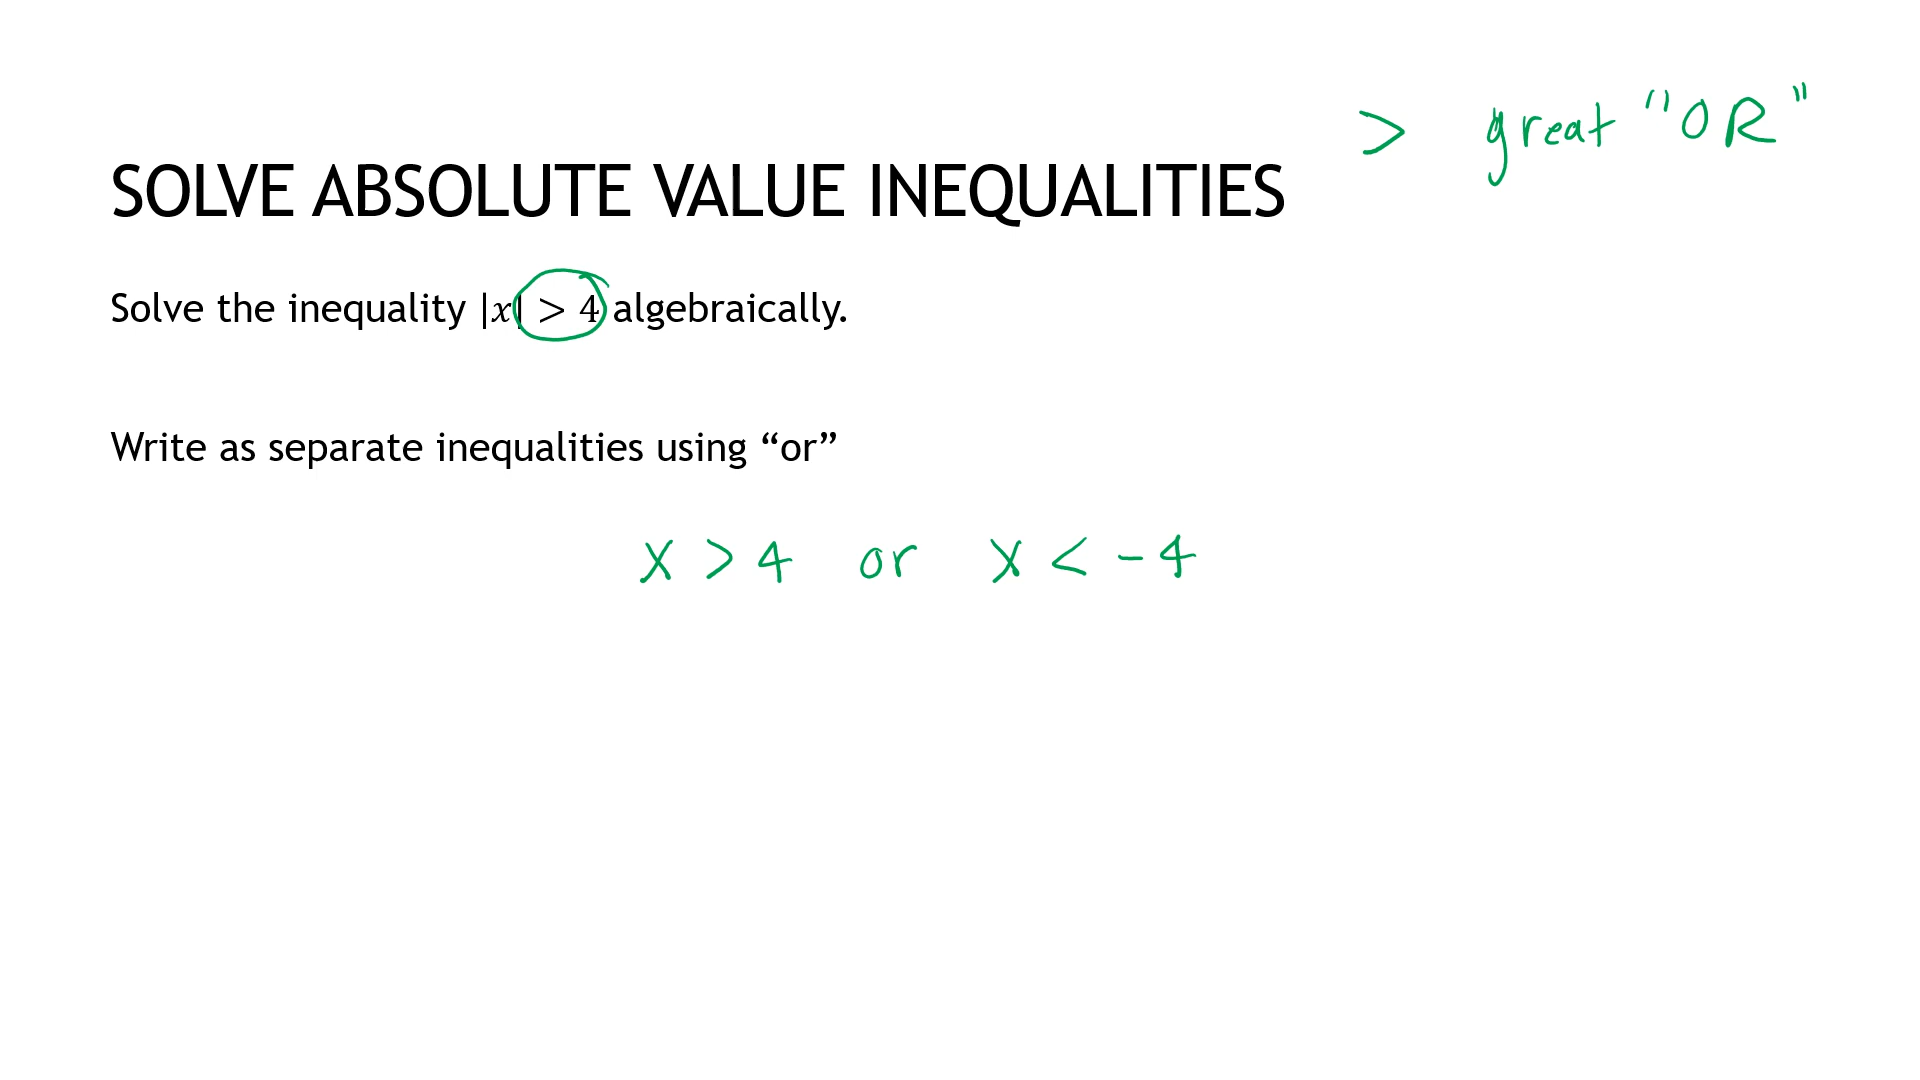 > great "OR"
SOLVE ABSOLUTE VALUE INEQUALITIES
Solve the inequality |x| > 4 algebraically.
Write as separate inequalities using “or”
x > 4 or x < -4